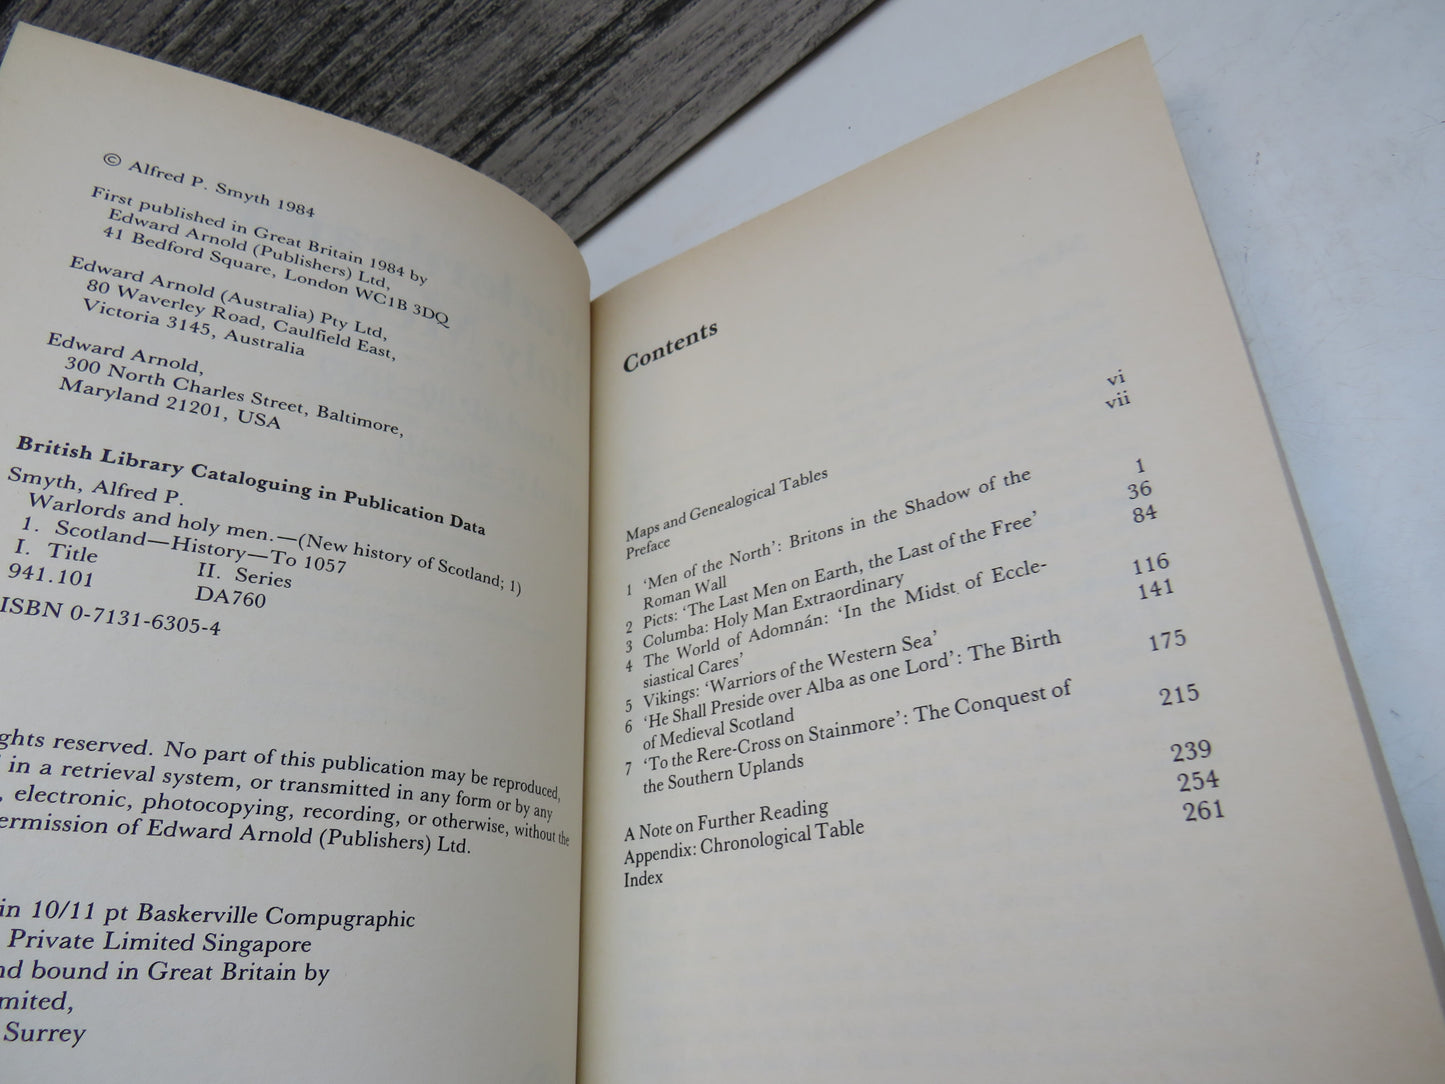 © Alfred P. Smyth 1984
First published in Great Britain 1984 by
Edward Arnold (Publishers) Ltd,
41 Bedford Square, London WC1B 3DQ
Edward Arnold (Australia) Pty Ltd,
80 Waverley Road, Caulfield East,
Victoria 3145, Australia
Edward Arnold,
300 North Charles Street, Baltimore,
Maryland 21201, USA
British Library Cataloguing in Publication Data
Smyth, Alfred P.
Warlords and holy men.—(New history of Scotland; 1)
1. Scotland—History—To 1057
I. Title II. Series
941.101 DA760
ISBN 0-7131-6305-4
ghts reserved. No part of this publication may be reproduced,
in a retrieval system, or transmitted in any form or by any
, electronic, photocopying, recording, or otherwise, without the
ermission of Edward Arnold (Publishers) Ltd.
in 10/11 pt Baskerville Compugraphic
Private Limited Singapore
nd bound in Great Britain by
mited,
Surrey
Contents
Maps and Genealogical Tables vi
Preface vii
1 'Men of the North': Britons in the Shadow of the
Roman Wall 1
2 Picts: 'The Last Men on Earth, the Last of the Free' 36
3 Columba: Holy Man Extraordinary 84
4 The World of Adomnán: 'In the Midst of Eccle-
siastical Cares' 116
5 Vikings: 'Warriors of the Western Sea' 141
6 'He Shall Preside over Alba as one Lord': The Birth
of Medieval Scotland 175
7 'To the Rere-Cross on Stainmore': The Conquest of
the Southern Uplands 215
A Note on Further Reading 239
Appendix: Chronological Table 254
Index 261